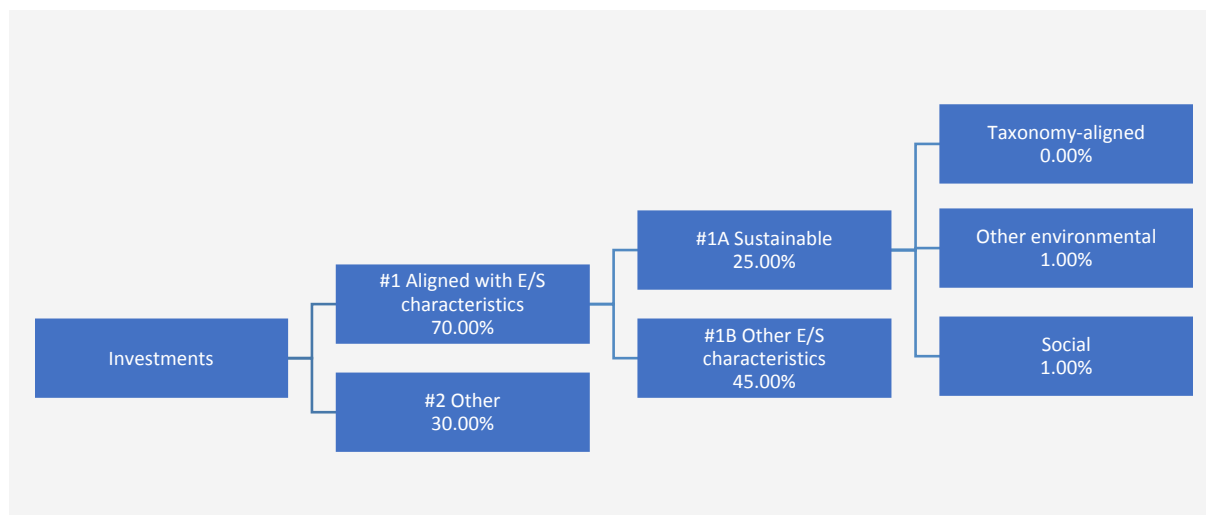 Investments
#1 Aligned with E/S
characteristics
70.00%
#2 Other
30.00%
#1A Sustainable
25.00%
#1B Other E/S
characteristics
45.00%
Taxonomy-aligned
0.00%
Other environmental
1.00%
Social
1.00%